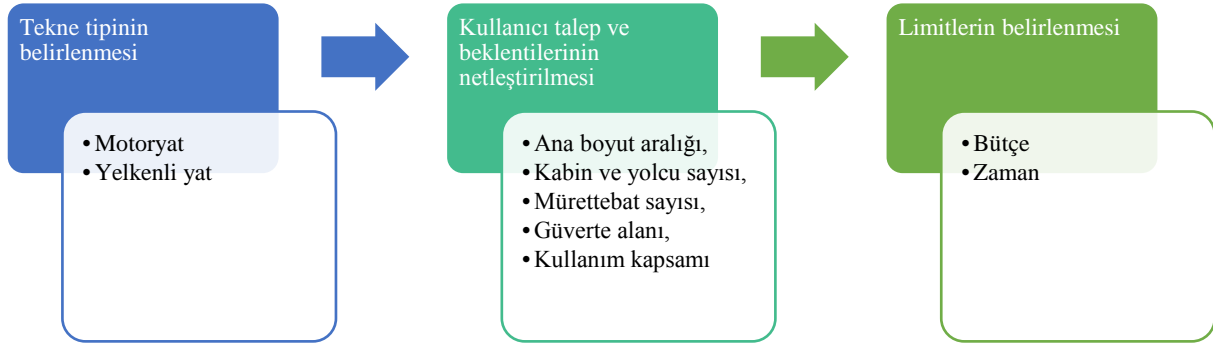 Tekne tipinin
belirlenmesi
• Motoryat
• Yelkenli yat
Kullanıcı talep ve
beklentilerinin
netleştirilmesi
• Ana boyut aralığı,
• Kabin ve yolcu sayısı,
• Mürettebat sayısı,
• Güverte alanı,
• Kullanım kapsamı
Limitlerin belirlenmesi
• Bütçe
• Zaman